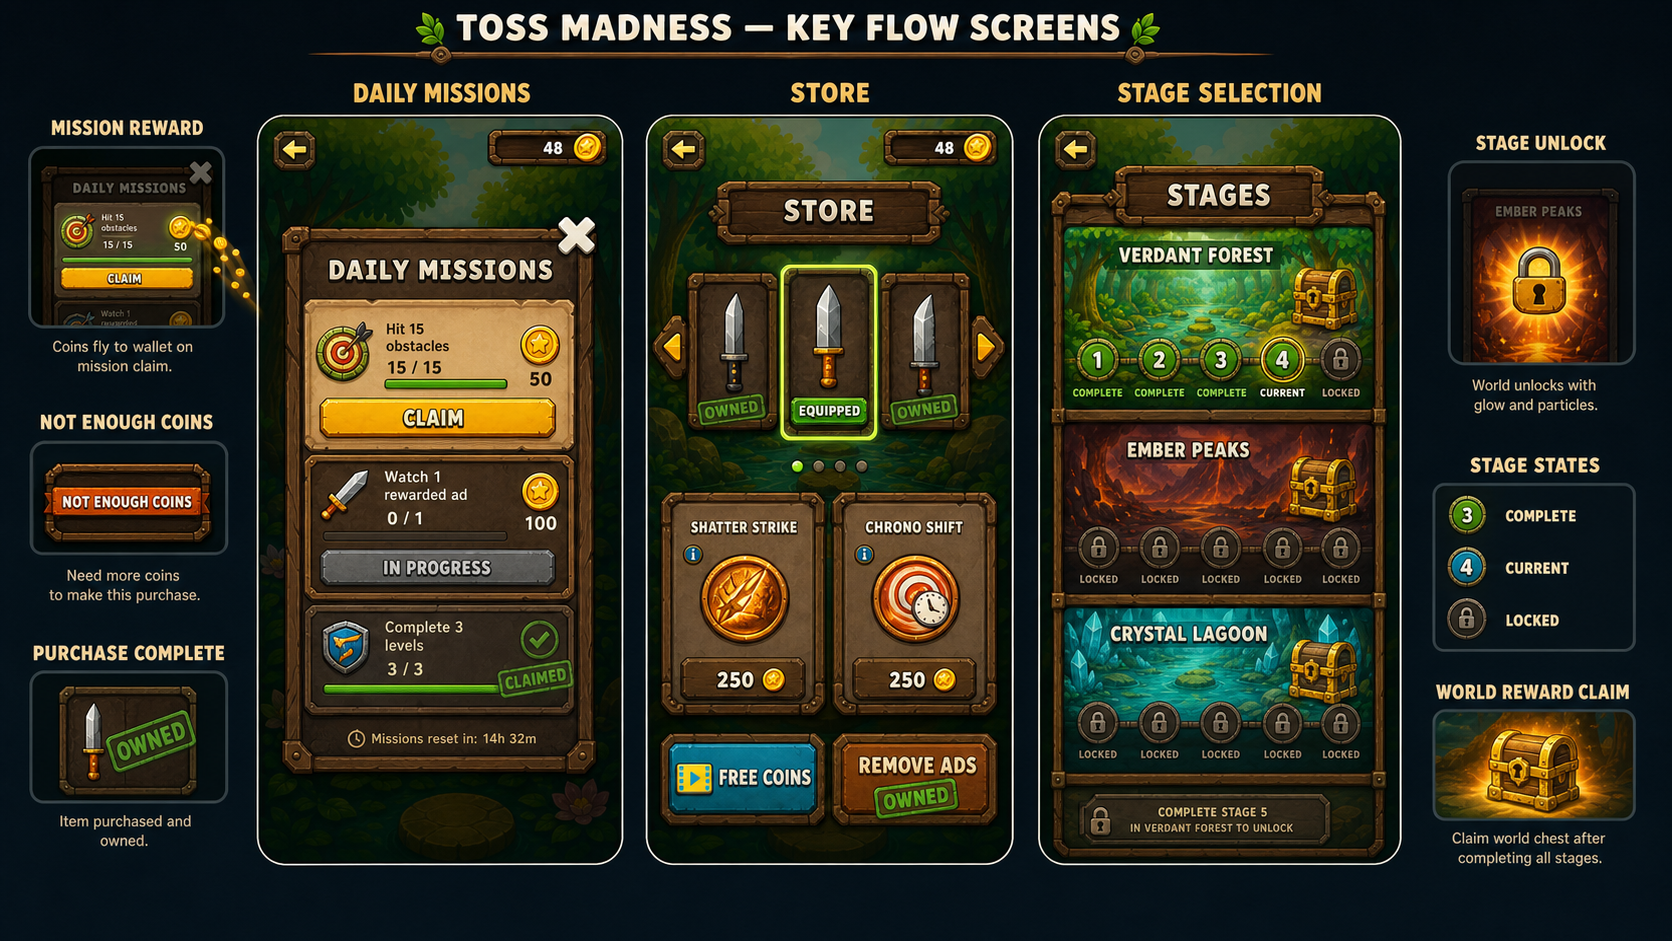 TOSS MADNESS — KEY FLOW SCREENS
MISSION REWARD
DAILY MISSIONS
Hit 15
obstacles
15 / 15
50
CLAIM
Watch 1
rewarded ad
Coins fly to wallet on
mission claim.
NOT ENOUGH COINS
NOT ENOUGH COINS
Need more coins
to make this purchase.
PURCHASE COMPLETE
OWNED
Item purchased and
owned.
DAILY MISSIONS
48
DAILY MISSIONS
Hit 15
obstacles
15 / 15
50
CLAIM
Watch 1
rewarded ad
0 / 1
100
IN PROGRESS
Complete 3
levels
3 / 3
CLAIMED
Missions reset in: 14h 32m
STORE
48
STORE
OWNED
EQUIPPED
OWNED
SHATTER STRIKE
i
250
CHRONO SHIFT
i
250
FREE COINS
REMOVE ADS
OWNED
STAGE SELECTION
STAGES
VERDANT FOREST
1 2 3 4
COMPLETE COMPLETE COMPLETE CURRENT LOCKED
EMBER PEAKS
LOCKED LOCKED LOCKED LOCKED LOCKED
CRYSTAL LAGOON
LOCKED LOCKED LOCKED LOCKED LOCKED
COMPLETE STAGE 5
IN VERDANT FOREST TO UNLOCK
STAGE UNLOCK
EMBER PEAKS
World unlocks with
glow and particles.
STAGE STATES
3 COMPLETE
4 CURRENT
LOCKED
WORLD REWARD CLAIM
Claim world chest after
completing all stages.